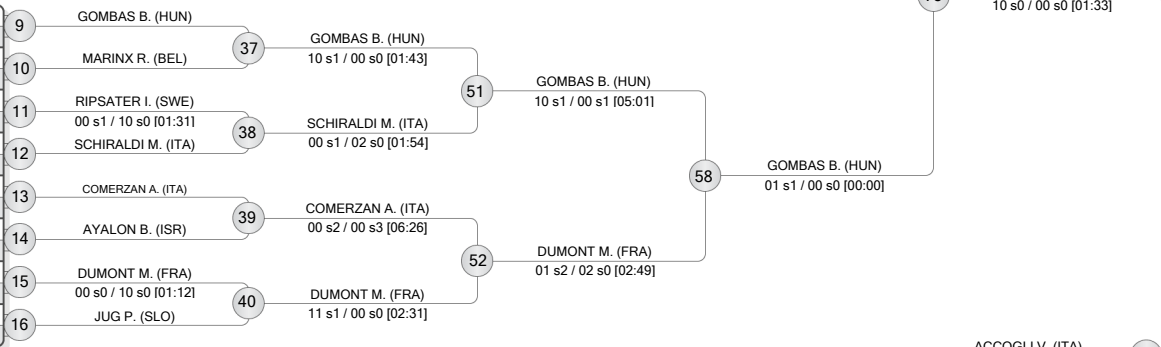 10 s0 / 00 s0 [01:33]
9
GOMBAS B. (HUN)
37
GOMBAS B. (HUN)
10 s1 / 00 s0 [01:43]
10
MARINX R. (BEL)
51
GOMBAS B. (HUN)
10 s1 / 00 s1 [05:01]
11
RIPSATER I. (SWE)
00 s1 / 10 s0 [01:31]
38
SCHIRALDI M. (ITA)
00 s1 / 02 s0 [01:54]
12
SCHIRALDI M. (ITA)
58
GOMBAS B. (HUN)
01 s1 / 00 s0 [00:00]
13
COMERZAN A. (ITA)
39
COMERZAN A. (ITA)
00 s2 / 00 s3 [06:26]
14
AYALON B. (ISR)
52
DUMONT M. (FRA)
01 s2 / 02 s0 [02:49]
15
DUMONT M. (FRA)
00 s0 / 10 s0 [01:12]
40
DUMONT M. (FRA)
11 s1 / 00 s0 [02:31]
16
JUG P. (SLO)
ACCOGLI V. (ITA)